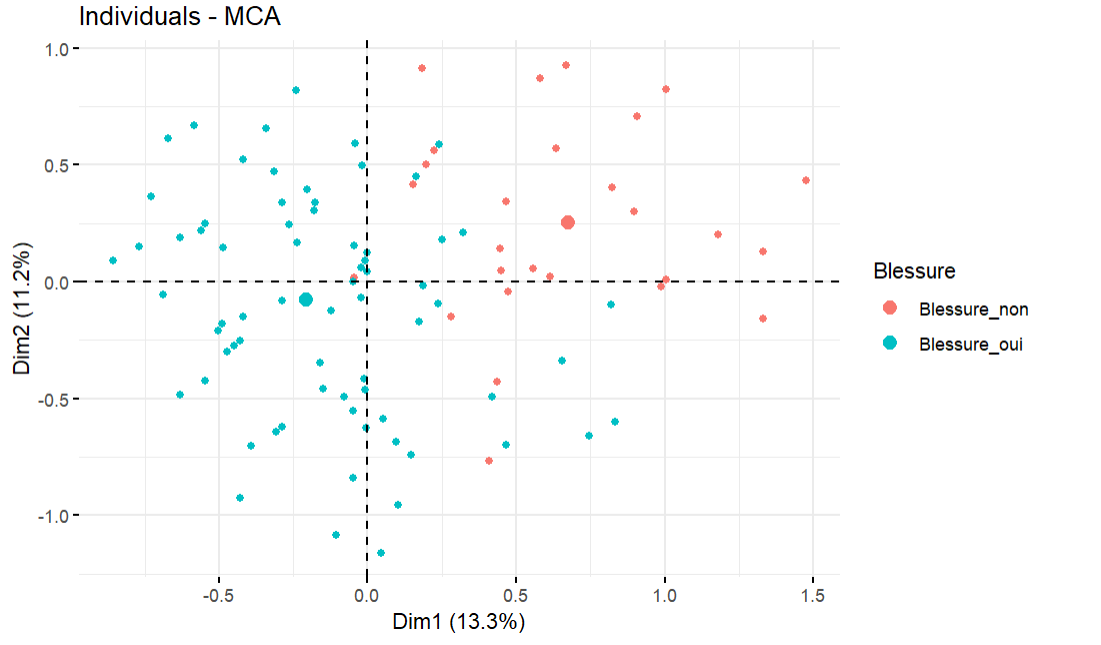 Individuals - MCA
1.0
0.5
0.0
-0.5
-1.0
Dim2 (11.2%)
-0.5
0.0
0.5
1.0
1.5
Dim1 (13.3%)
Blessure
Blessure_non
Blessure_oui